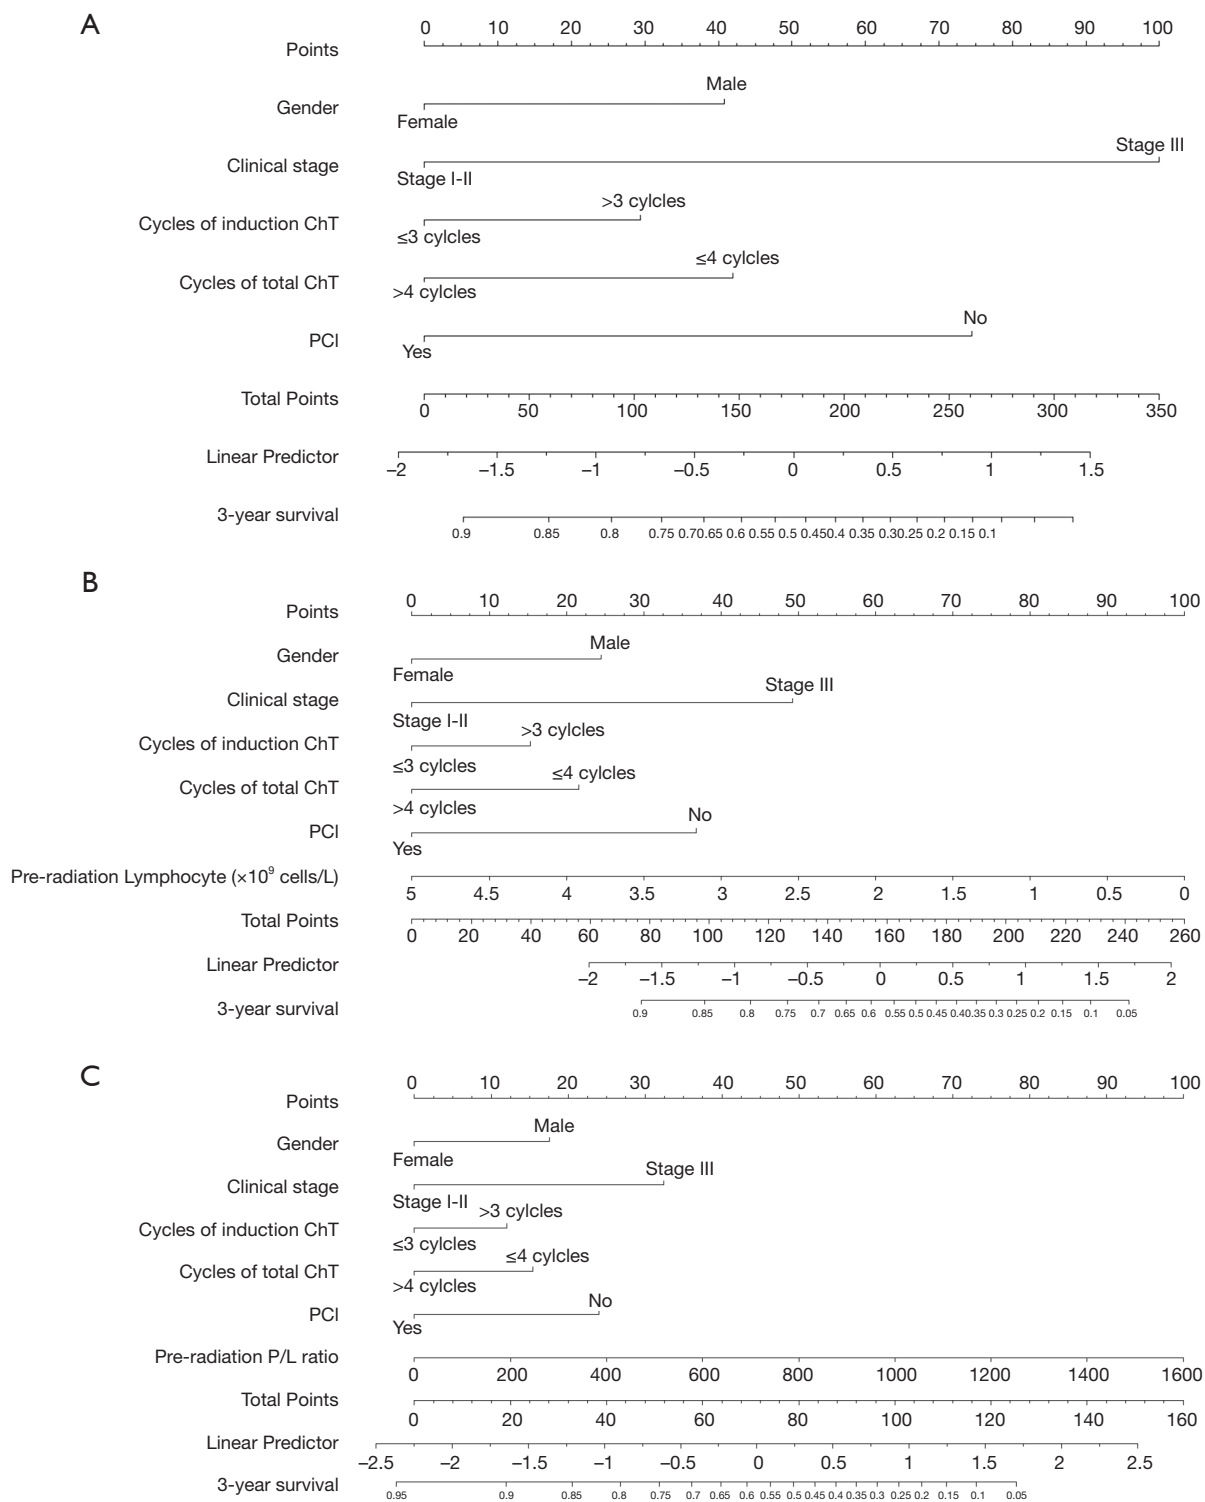 A
0 10 20 30 40 50 60 70 80 90 100
Points
Male
Gender
Female
Stage III
Clinical stage
Stage I-II
>3 cylcles
Cycles of induction ChT
≤3 cylcles
≤4 cylcles
Cycles of total ChT
>4 cylcles
No
PCI
Yes
Total Points
0 50 100 150 200 250 300 350
Linear Predictor
−2 −1.5 −1 −0.5 0 0.5 1 1.5
3-year survival
0.9 0.85 0.8 0.75 0.70 0.65 0.6 0.55 0.5 0.45 0.4 0.35 0.30 0.25 0.2 0.15 0.1
B
0 10 20 30 40 50 60 70 80 90 100
Points
Male
Gender
Female
Stage III
Clinical stage
Stage I-II
>3 cylcles
Cycles of induction ChT
≤3 cylcles
≤4 cylcles
Cycles of total ChT
>4 cylcles
No
PCI
Yes
Pre-radiation Lymphocyte (×10⁹ cells/L)
5 4.5 4 3.5 3 2.5 2 1.5 1 0.5 0
Total Points
0 20 40 60 80 100 120 140 160 180 200 220 240 260
Linear Predictor
−2 −1.5 −1 −0.5 0 0.5 1 1.5 2
3-year survival
0.9 0.85 0.8 0.75 0.7 0.65 0.6 0.55 0.5 0.45 0.40 0.35 0.3 0.25 0.2 0.15 0.1 0.05
C
0 10 20 30 40 50 60 70 80 90 100
Points
Male
Gender
Female
Stage III
Clinical stage
Stage I-II
>3 cylcles
Cycles of induction ChT
≤3 cylcles
≤4 cylcles
Cycles of total ChT
>4 cylcles
No
PCI
Yes
Pre-radiation P/L ratio
0 200 400 600 800 1000 1200 1400 1600
Total Points
0 20 40 60 80 100 120 140 160
Linear Predictor
−2.5 −2 −1.5 −1 −0.5 0 0.5 1 1.5 2 2.5
3-year survival
0.95 0.9 0.85 0.8 0.75 0.7 0.65 0.6 0.55 0.5 0.45 0.4 0.35 0.3 0.25 0.2 0.15 0.1 0.05